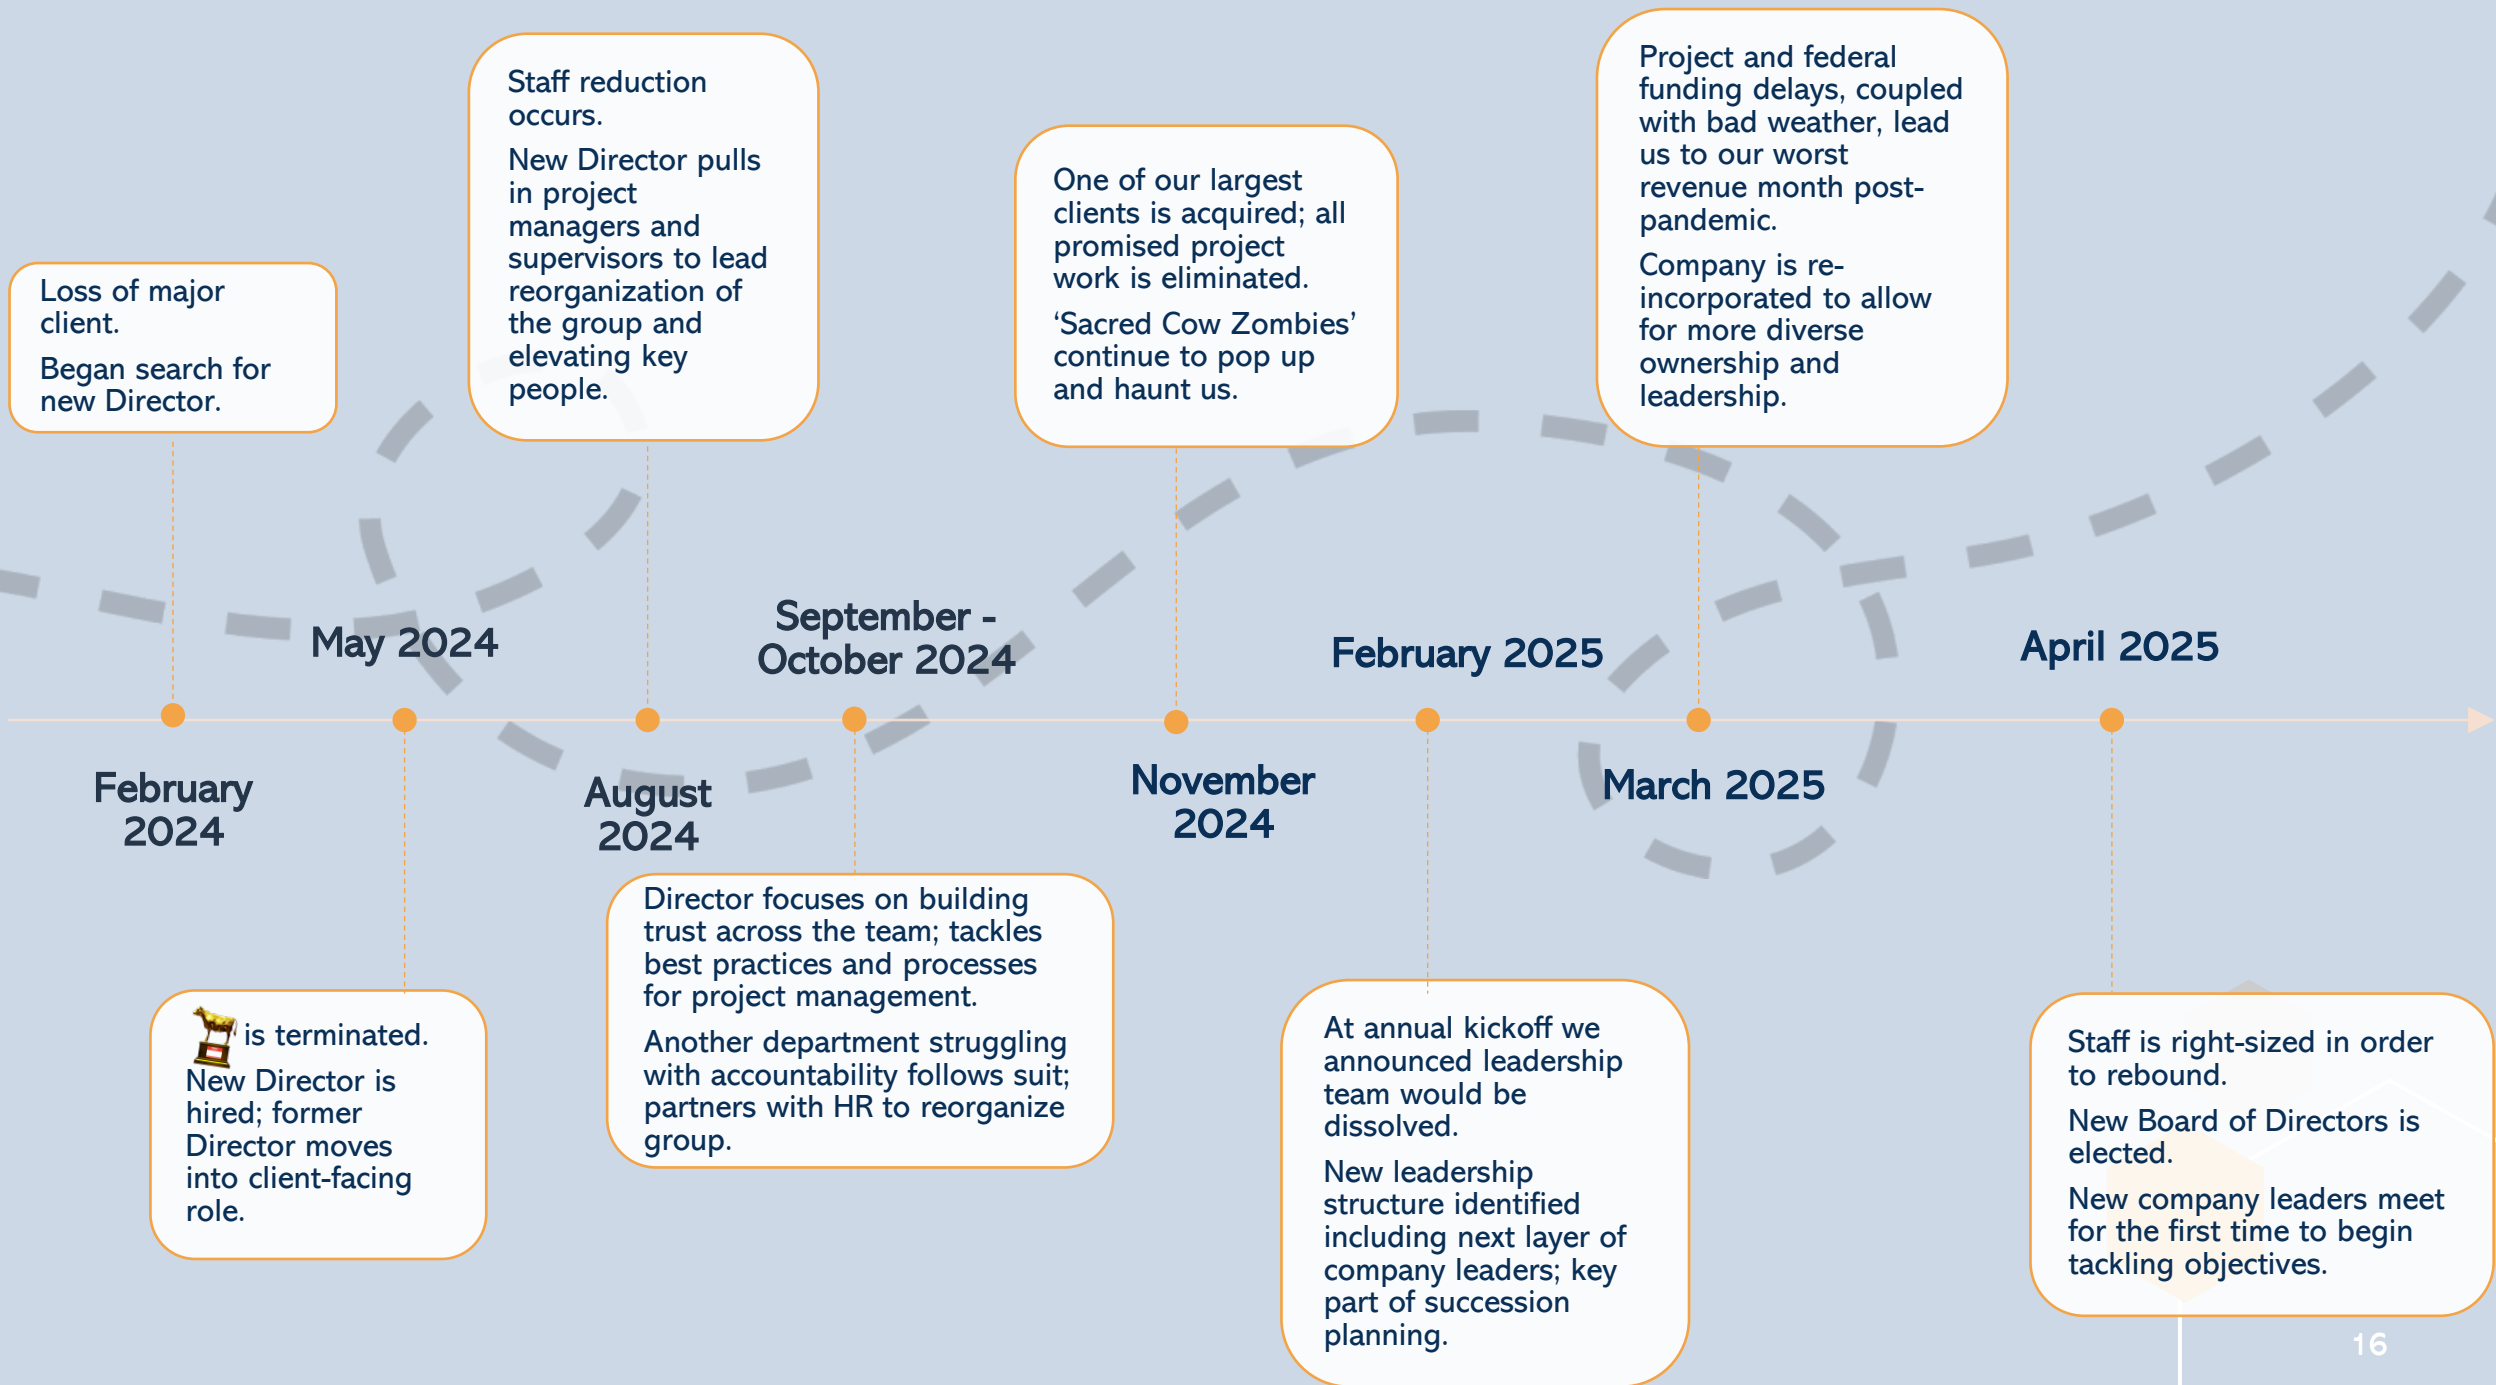 Loss of major
client.
Began search for
new Director.
February
2024
May 2024
is terminated.
New Director is
hired; former
Director moves
into client-facing
role.
Staff reduction
occurs.
New Director pulls
in project
managers and
supervisors to lead
reorganization of
the group and
elevating key
people.
August
2024
September -
October 2024
Director focuses on building
trust across the team; tackles
best practices and processes
for project management.
Another department struggling
with accountability follows suit;
partners with HR to reorganize
group.
One of our largest
clients is acquired; all
promised project
work is eliminated.
‘Sacred Cow Zombies’
continue to pop up
and haunt us.
November
2024
February 2025
At annual kickoff we
announced leadership
team would be
dissolved.
New leadership
structure identified
including next layer of
company leaders; key
part of succession
planning.
Project and federal
funding delays, coupled
with bad weather, lead
us to our worst
revenue month post-
pandemic.
Company is re-
incorporated to allow
for more diverse
ownership and
leadership.
March 2025
April 2025
Staff is right-sized in order
to rebound.
New Board of Directors is
elected.
New company leaders meet
for the first time to begin
tackling objectives.
16